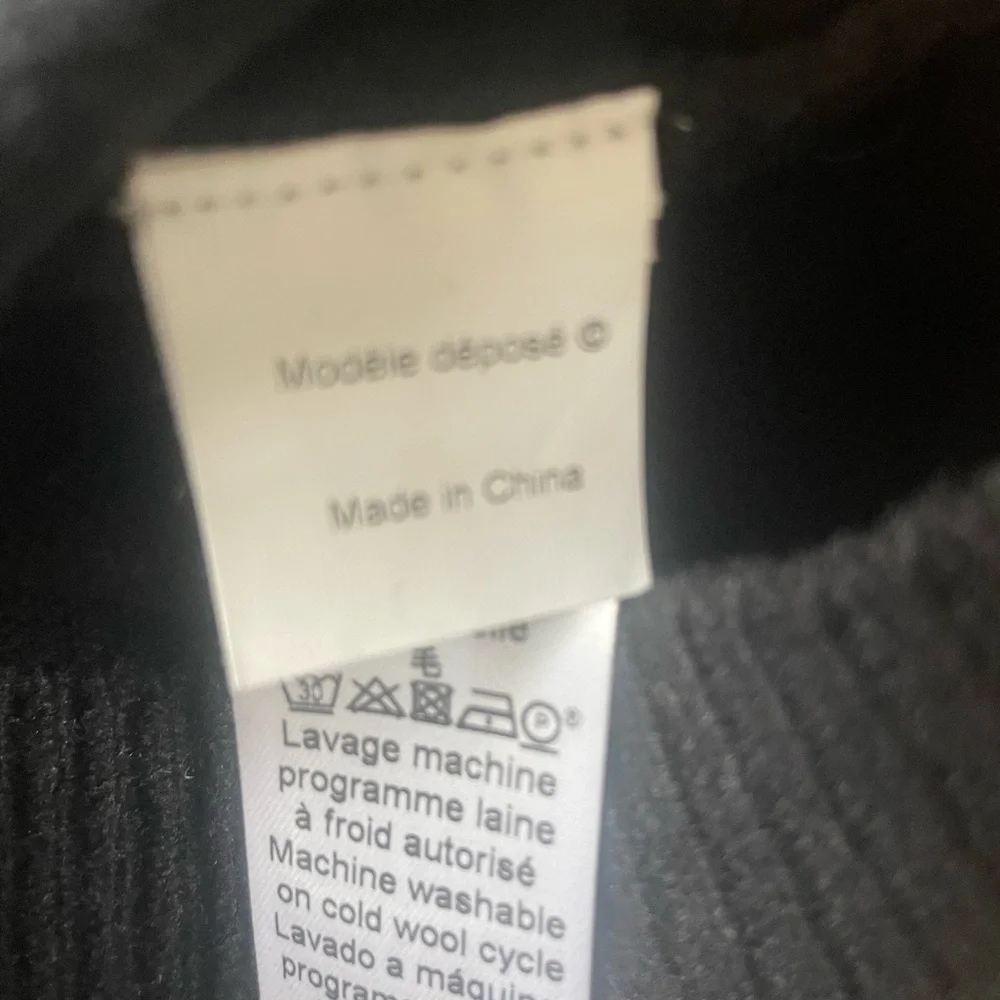 Modèle déposé ©
Made in China
毛
30
P ®
Lavage machine
programme laine
à froid autorisé
Machine washable
on cold wool cycle
Lavado a